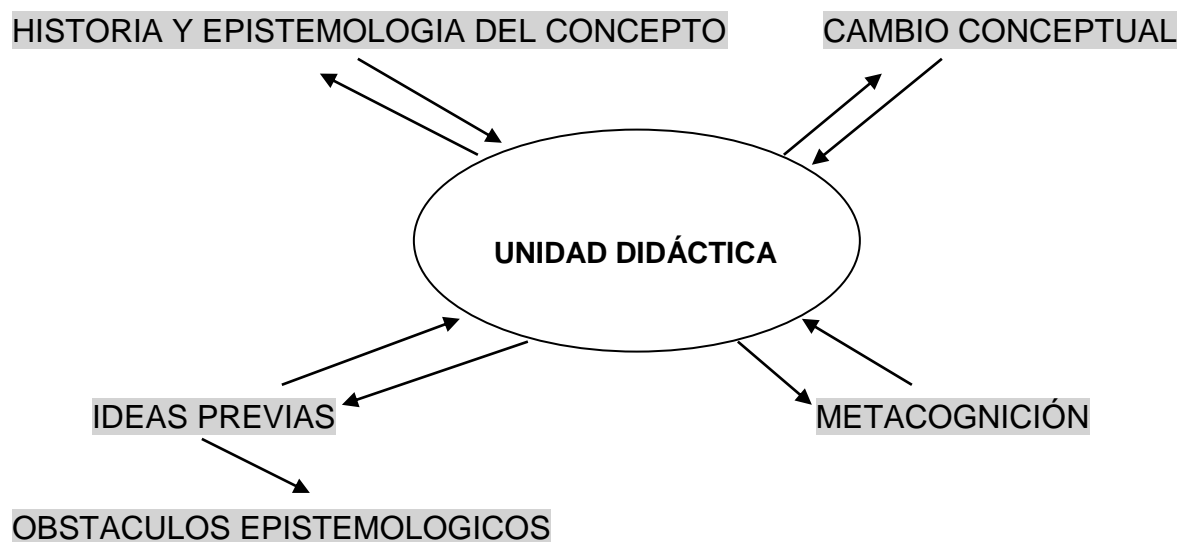 HISTORIA Y EPISTEMOLOGIA DEL CONCEPTO
CAMBIO CONCEPTUAL
UNIDAD DIDÁCTICA
IDEAS PREVIAS
METACOGNICIÓN
OBSTACULOS EPISTEMOLOGICOS